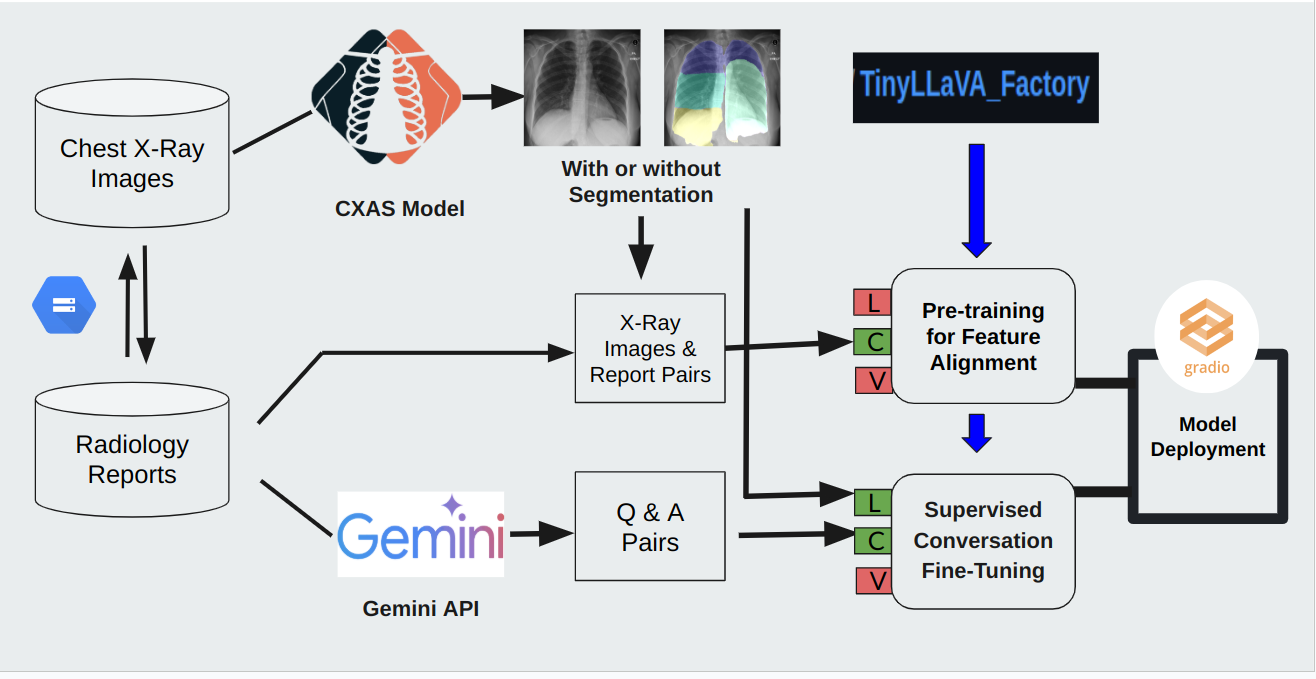 TinyLLaVA_Factory
Chest X-Ray
Images
CXAS Model
With or without
Segmentation
L
C
V
Pre-training
for Feature
Alignment
X-Ray
Images &
Report Pairs
gradio
Model
Deployment
Radiology
Reports
Gemini
Gemini API
Q & A
Pairs
L
C
V
Supervised
Conversation
Fine-Tuning